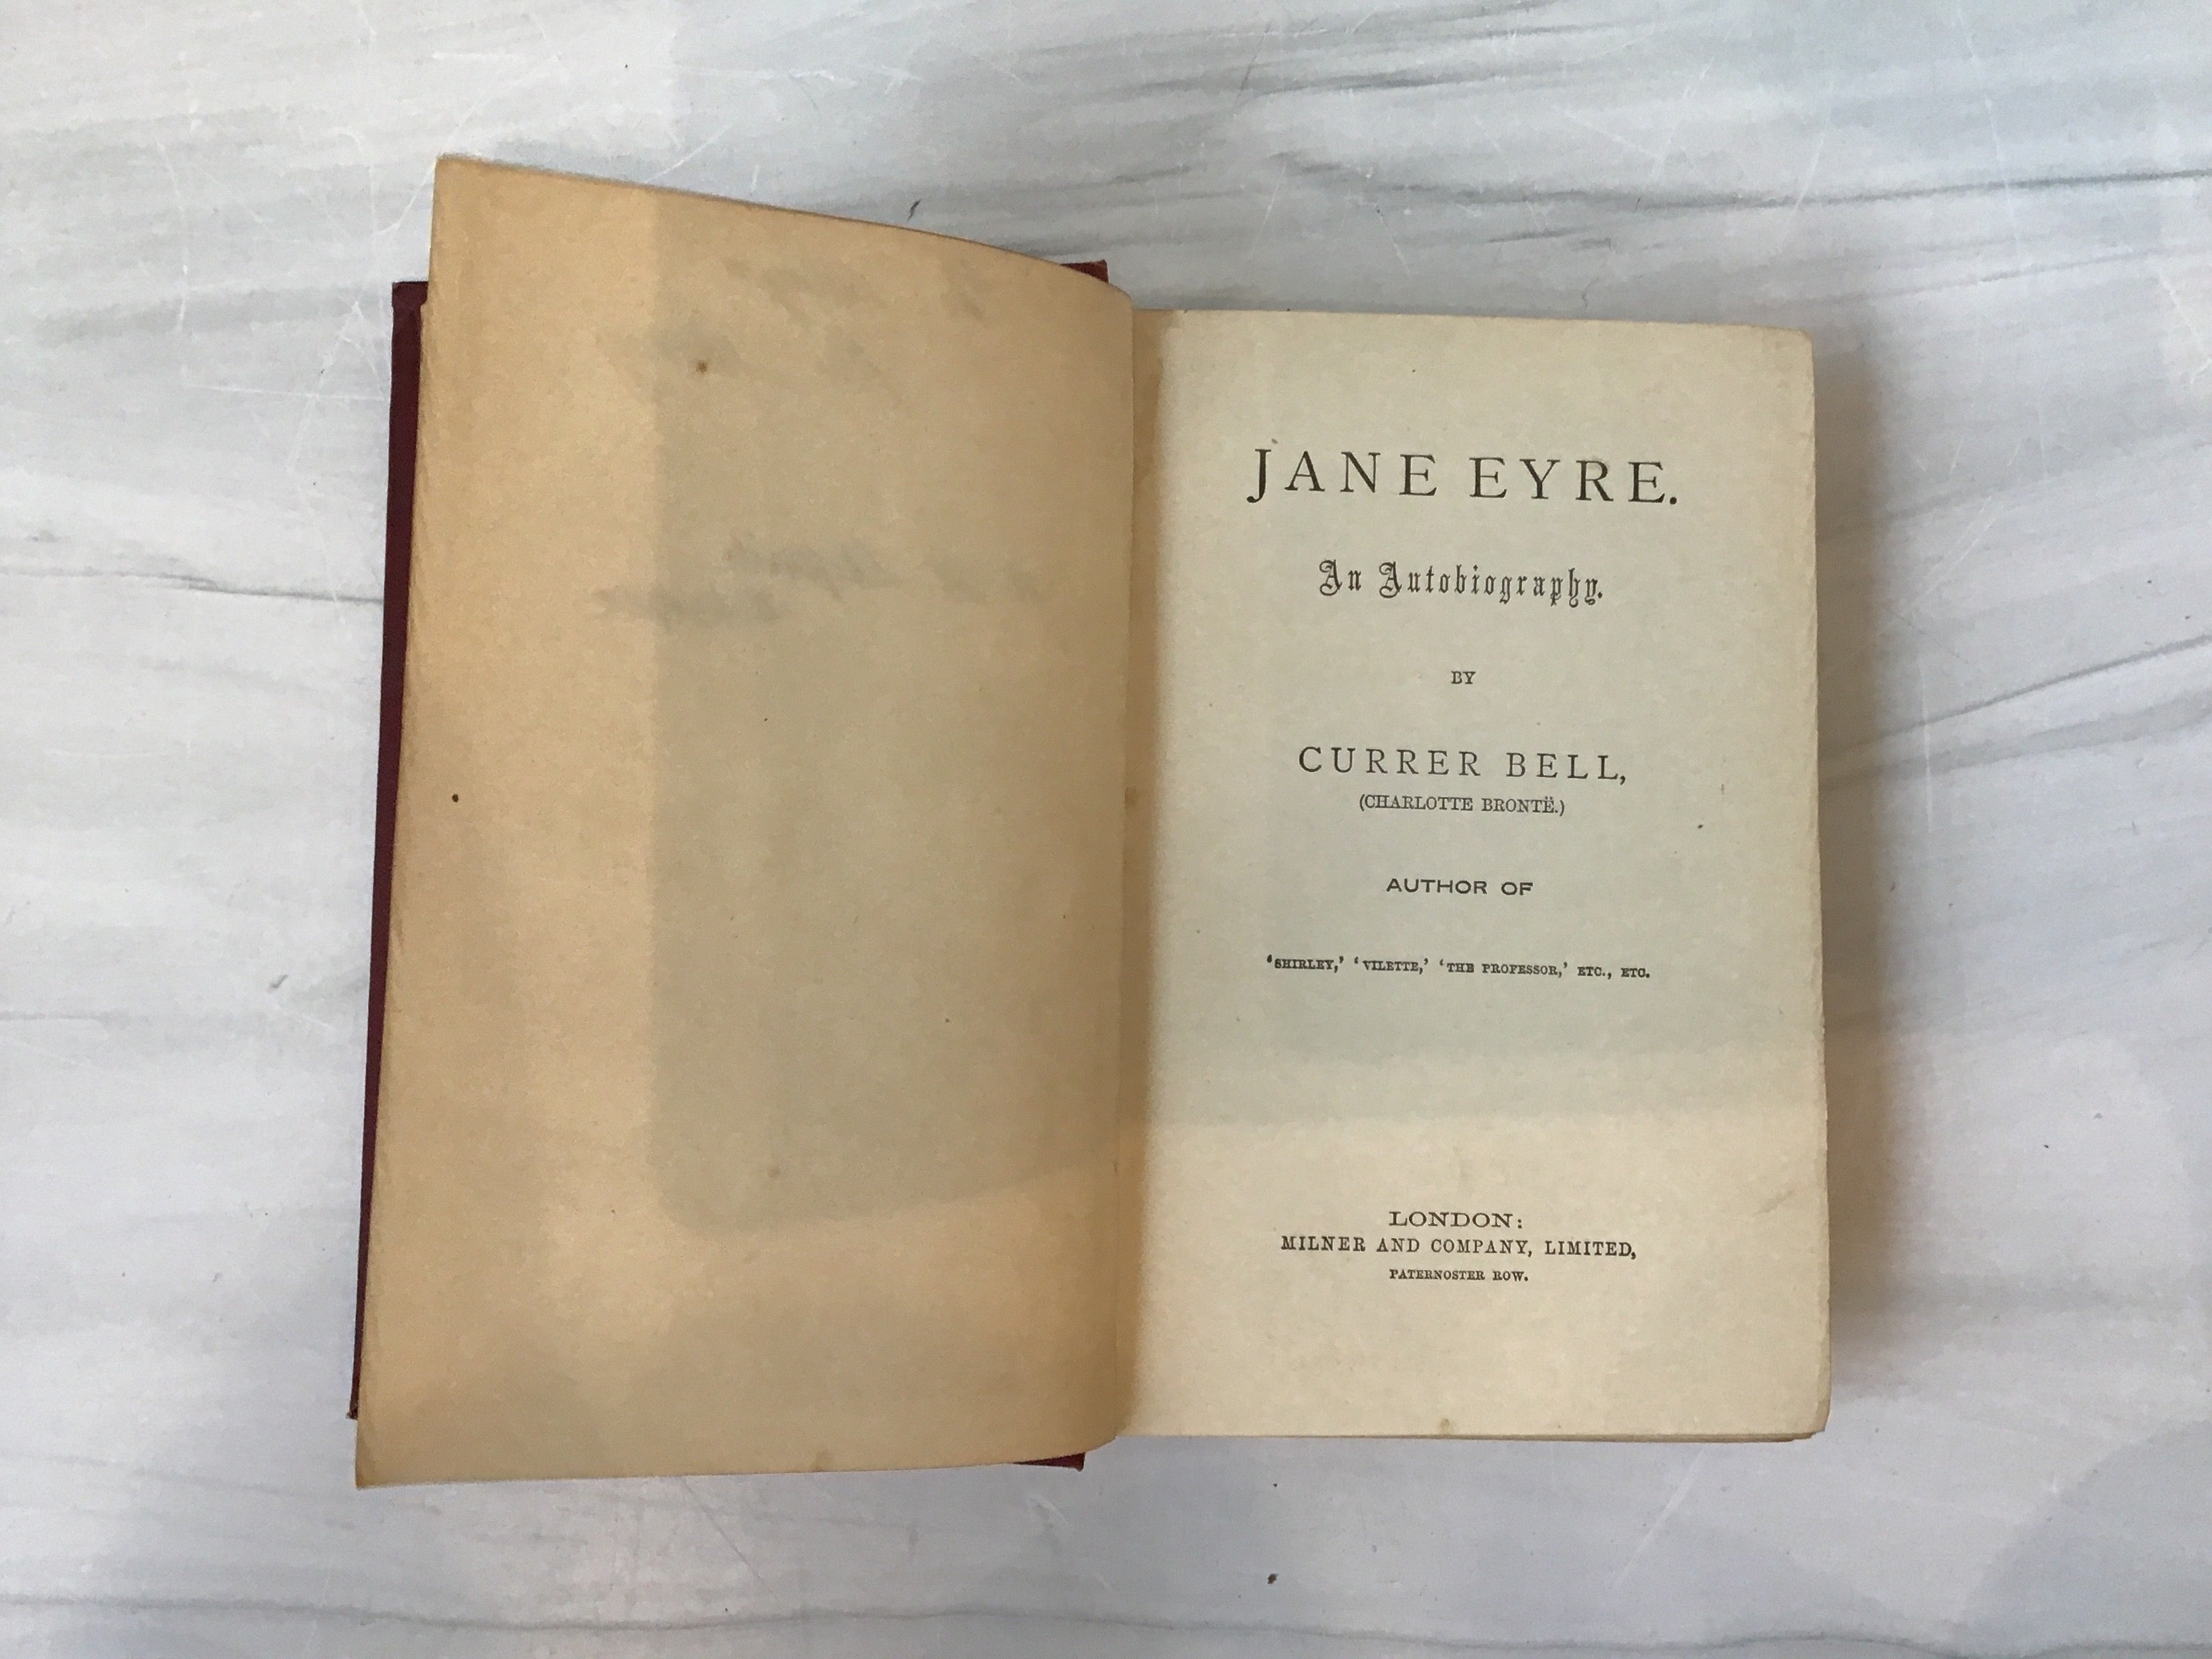 JANE EYRE.
An Autobiography.
BY
CURRER BELL,
(CHARLOTTE BRONTË.)
AUTHOR OF
'SHIRLEY,' 'VILETTE,' 'THE PROFESSOR,' ETC., ETC.
LONDON:
MILNER AND COMPANY, LIMITED,
PATERNOSTER ROW.